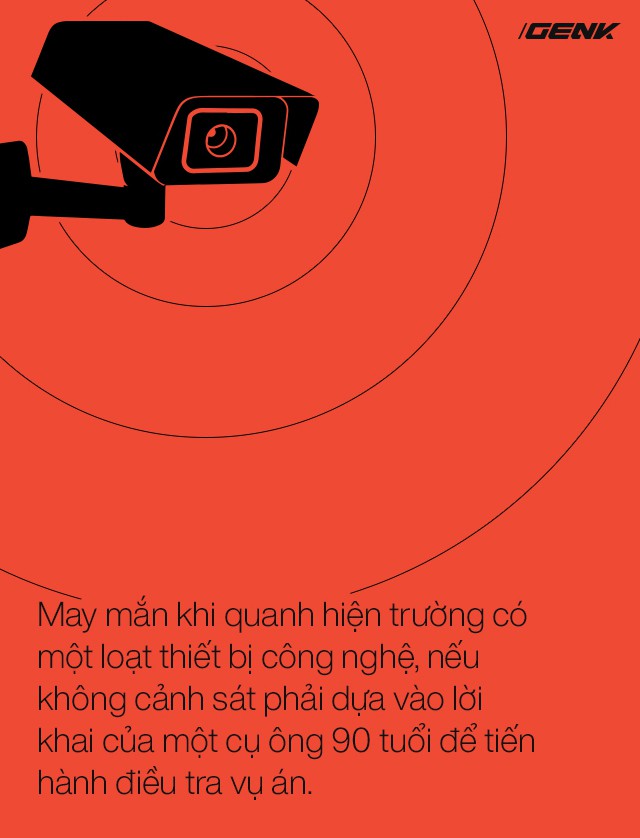 /GENK
May mắn khi quanh hiện trường có
một loạt thiết bị công nghệ, nếu
không cảnh sát phải dựa vào lời
khai của một cụ ông 90 tuổi để tiến
hành điều tra vụ án.